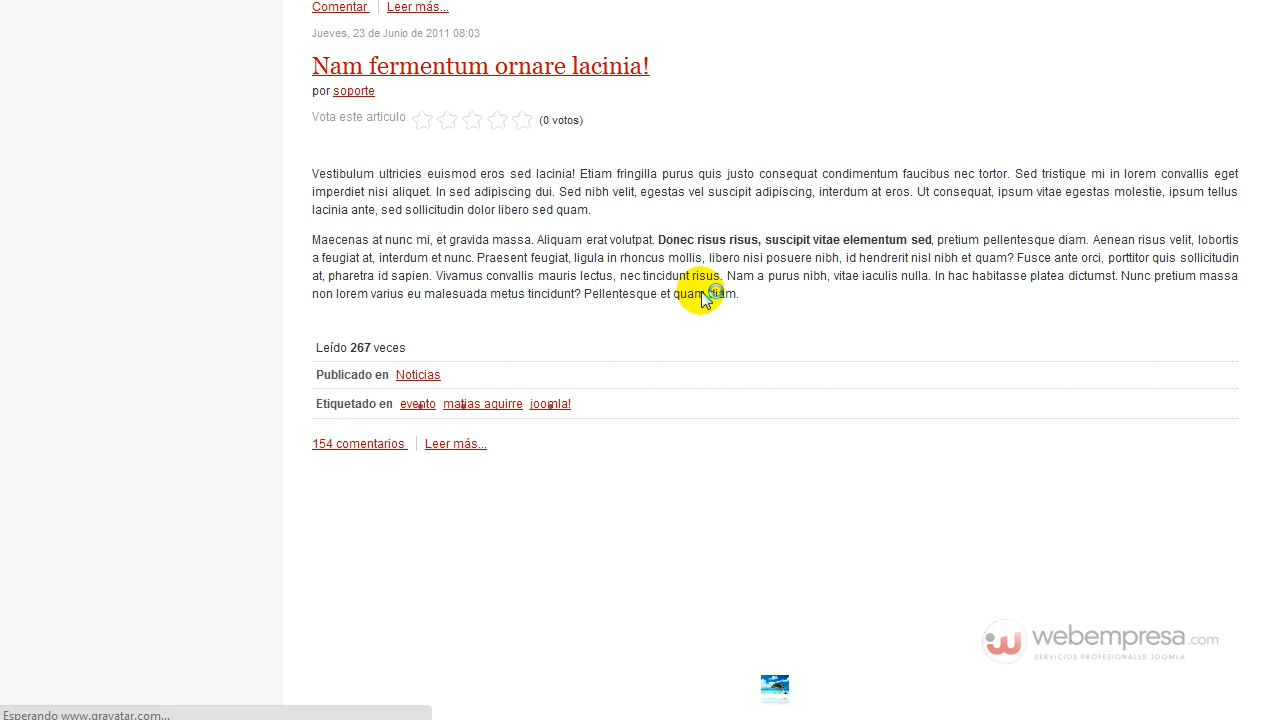 Comentar Leer más...
Jueves, 23 de Junio de 2011 08:03
Nam fermentum ornare lacinia!
por soporte
Vota este articulo (0 votos)
Vestibulum ultricies euismod eros sed lacinia! Etiam fringilla purus quis justo consequat condimentum faucibus nec tortor. Sed tristique mi in lorem convallis eget
imperdiet nisi aliquet. In sed adipiscing dui. Sed nibh velit, egestas vel suscipit adipiscing, interdum at eros. Ut consequat, ipsum vitae egestas molestie, ipsum tellus
lacinia ante, sed sollicitudin dolor libero sed quam.
Maecenas at nunc mi, et gravida massa. Aliquam erat volutpat. Donec risus risus, suscipit vitae elementum sed, pretium pellentesque diam. Aenean risus velit, lobortis
a feugiat at, interdum et nunc. Praesent feugiat, ligula in rhoncus mollis, libero nisi posuere nibh, id hendrerit nisl nibh et quam? Fusce ante orci, porttitor quis sollicitudin
at, pharetra id sapien. Vivamus convallis mauris lectus, nec tincidunt risus. Nam a purus nibh, vitae iaculis nulla. In hac habitasse platea dictumst. Nunc pretium massa
non lorem varius eu malesuada metus tincidunt? Pellentesque et quam diam.
Leído 267 veces
Publicado en Noticias
Etiquetado en evento matias aguirre joomla!
154 comentarios Leer más...
webempresa.com
SERVICIOS PROFESIONALES JOOMLA
Esperando www.gravatar.com...